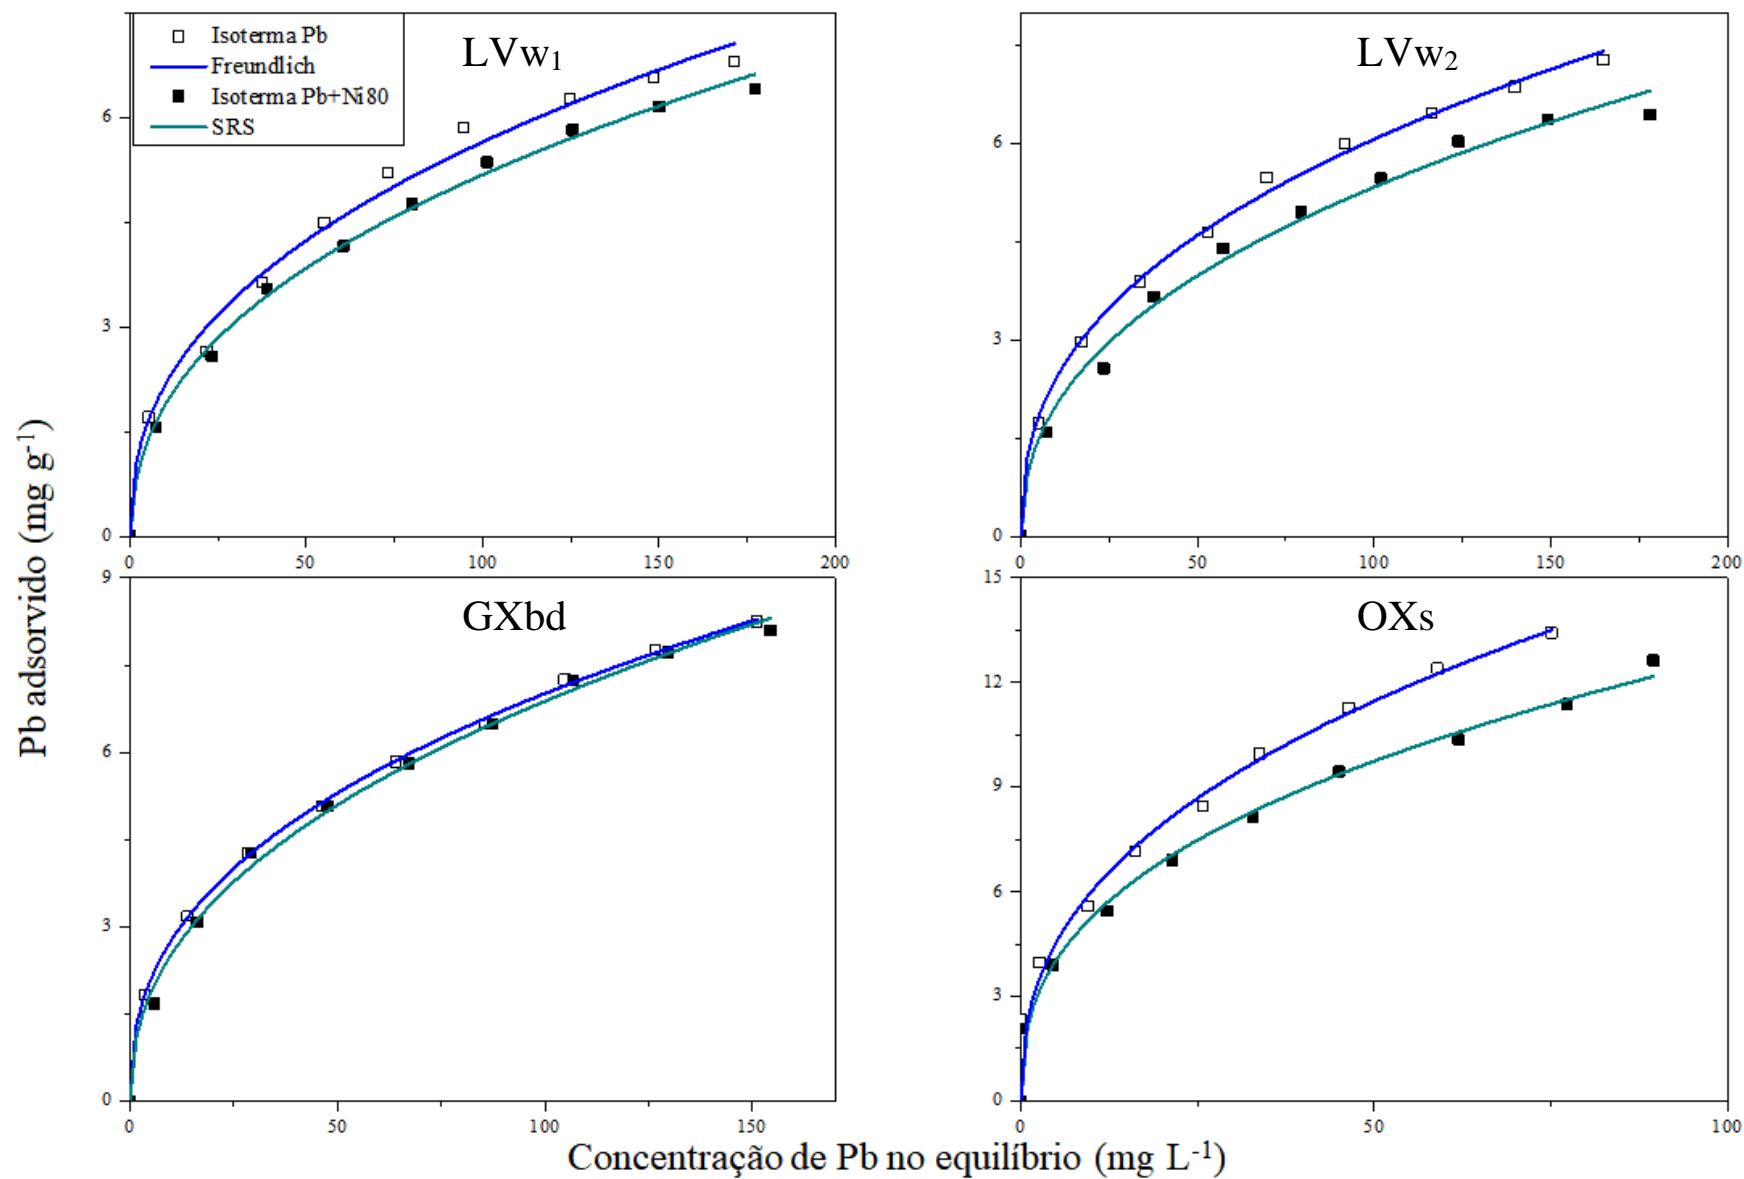 Isoterma Pb
Freundlich
Isoterma Pb+Ni80
SRS
LVw₁
6
3
0
0 50 100 150 200
LVw₂
6
3
0
0 50 100 150 200
Pb adsorvido (mg g⁻¹)
GXbd
9
6
3
0
0 50 100 150
OXs
15
12
9
6
3
0
0 50 100
Concentração de Pb no equilíbrio (mg L⁻¹)